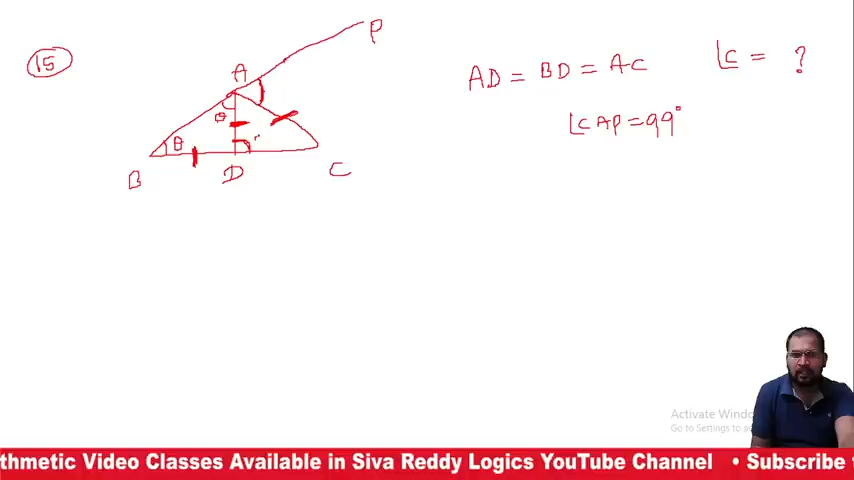 15
P
A
AD = BD = AC
∟C = ?
θ
θ
∟CAP = 99°
B
D
C
Activate Windo
Go to Settings to a
thmetic Video Classes Available in Siva Reddy Logics YouTube Channel • Subscribe